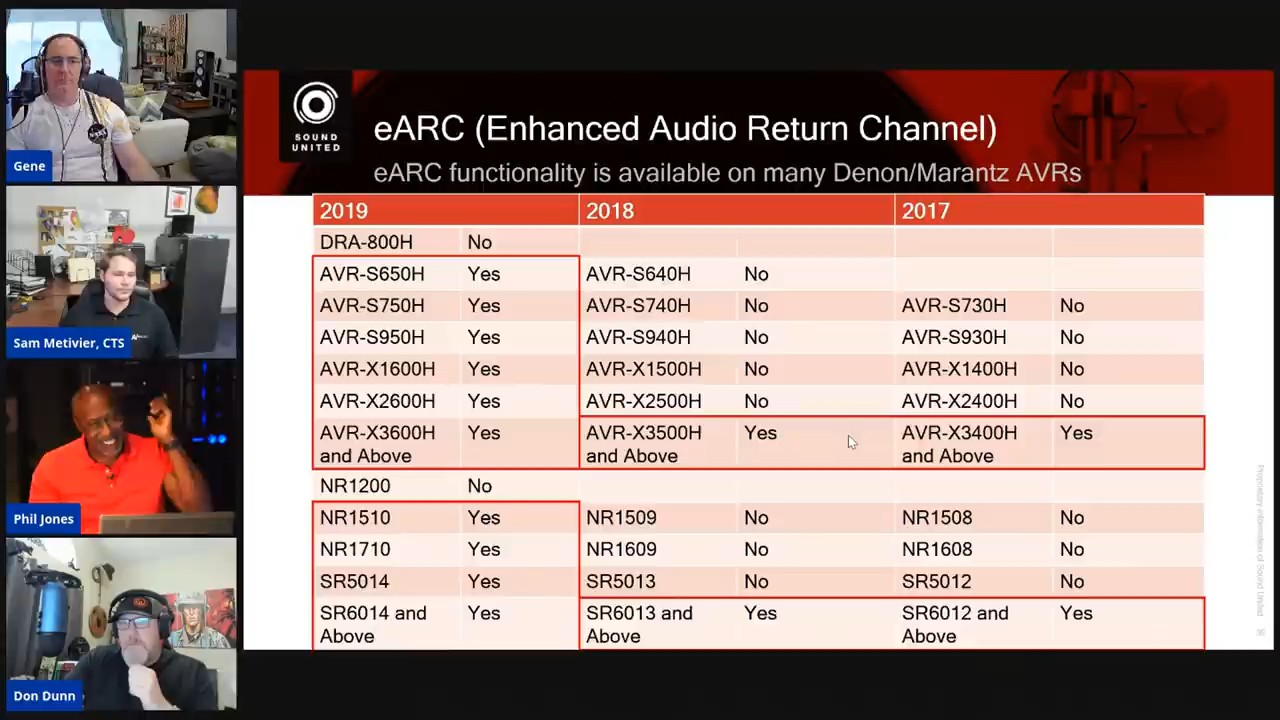 Gene
Sam Metivier, CTS
Phil Jones
Don Dunn
SOUND
UNITED
eARC (Enhanced Audio Return Channel)
eARC functionality is available on many Denon/Marantz AVRs
2019 2018 2017
DRA-800H No
AVR-S650H Yes AVR-S640H No
AVR-S750H Yes AVR-S740H No AVR-S730H No
AVR-S950H Yes AVR-S940H No AVR-S930H No
AVR-X1600H Yes AVR-X1500H No AVR-X1400H No
AVR-X2600H Yes AVR-X2500H No AVR-X2400H No
AVR-X3600H Yes AVR-X3500H Yes AVR-X3400H Yes
and Above and Above and Above
NR1200 No
NR1510 Yes NR1509 No NR1508 No
NR1710 Yes NR1609 No NR1608 No
SR5014 Yes SR5013 No SR5012 No
SR6014 and Yes SR6013 and Yes SR6012 and Yes
Above Above Above
Proprietary Information of Sound United